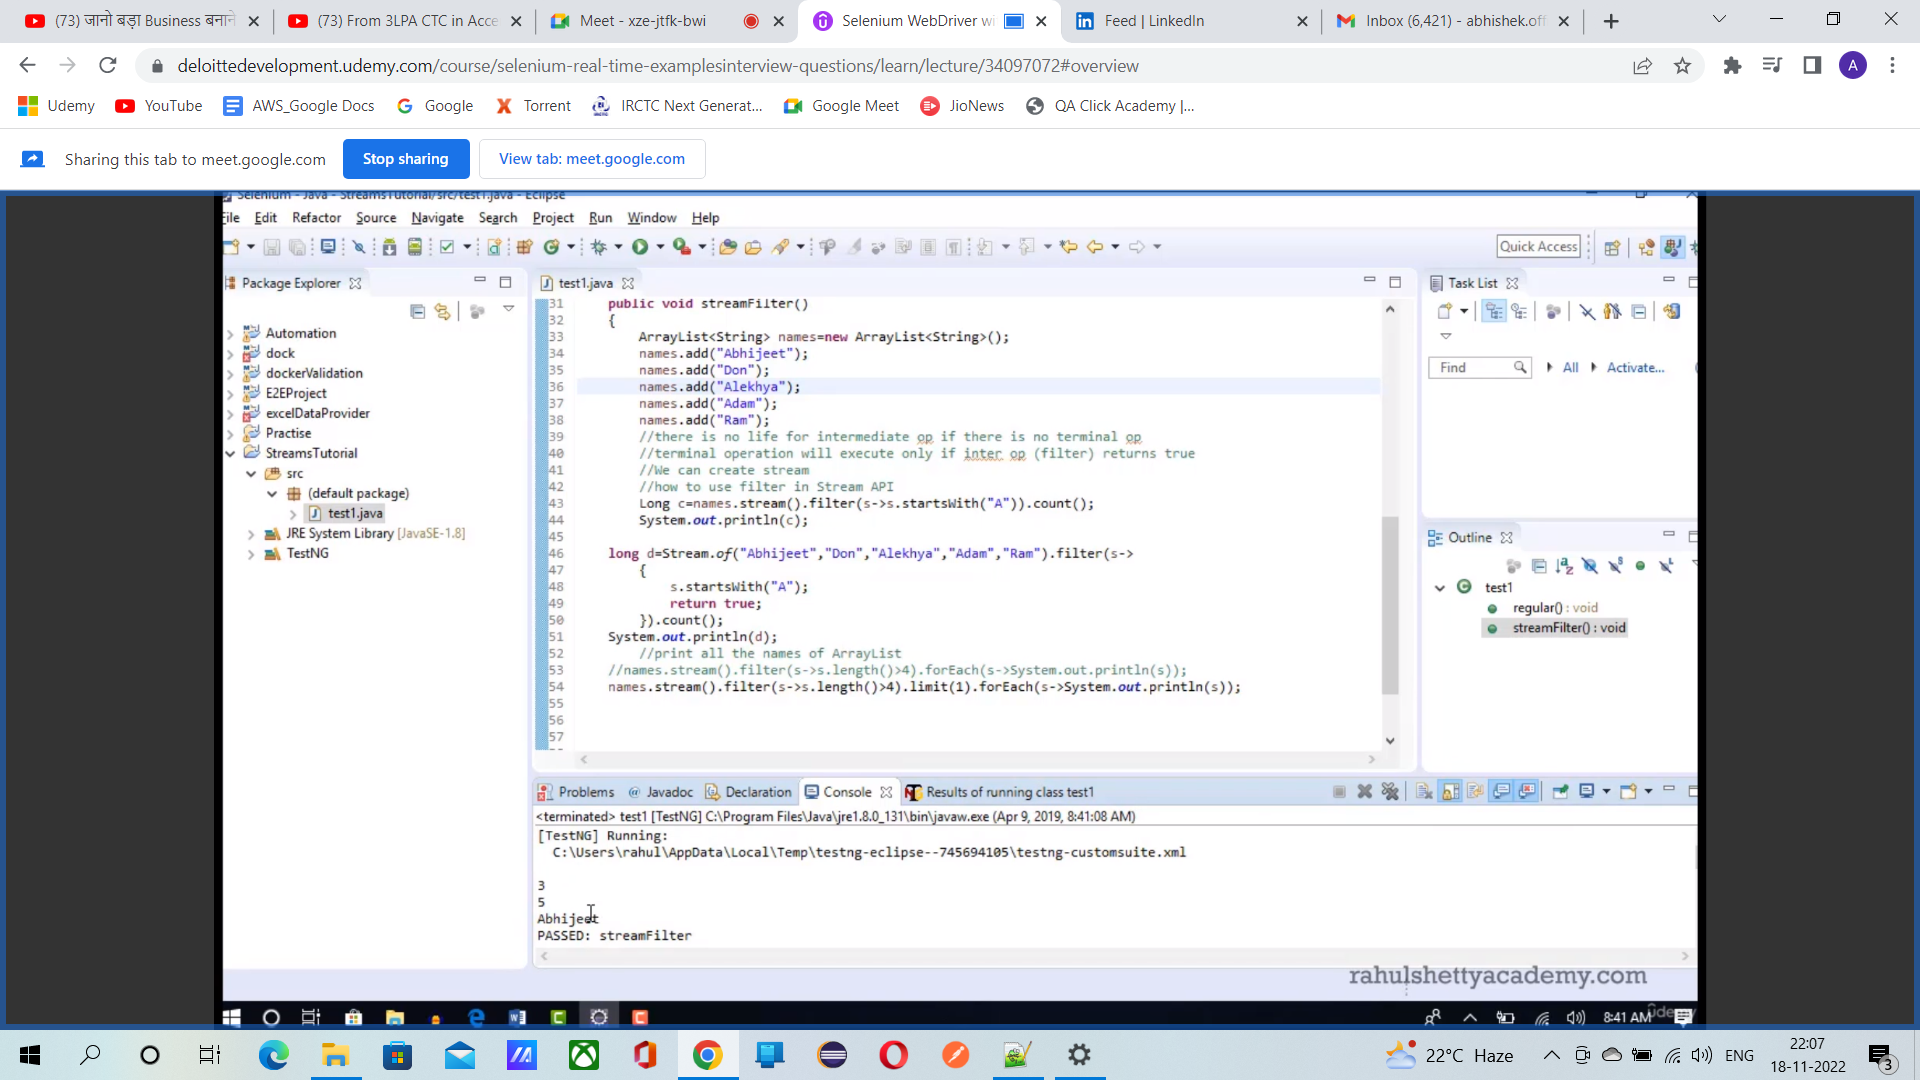 (73) जानो बड़ा Business बनाने
(73) From 3LPA CTC in Acce
Meet - xze-jtfk-bwi
Selenium WebDriver wi
Feed | LinkedIn
Inbox (6,421) - abhishek.off
deloittedevelopment.udemy.com/course/selenium-real-time-examplesinterview-questions/learn/lecture/34097072#overview
A
Udemy
YouTube
AWS_Google Docs
Google
Torrent
IRCTC Next Generat...
Google Meet
JioNews
QA Click Academy |...
Sharing this tab to meet.google.com
Stop sharing
View tab: meet.google.com
Selenium - Java - StreamsTutorial/src/test1.java - Eclipse
File Edit Refactor Source Navigate Search Project Run Window Help
Quick Access
Package Explorer
Automation
dock
dockerValidation
E2EProject
excelDataProvider
Practise
StreamsTutorial
src
(default package)
test1.java
JRE System Library [JavaSE-1.8]
TestNG
test1.java
31 public void streamFilter()
32 {
33 ArrayList<String> names=new ArrayList<String>();
34 names.add("Abhijeet");
35 names.add("Don");
36 names.add("Alekhya");
37 names.add("Adam");
38 names.add("Ram");
39 //there is no life for intermediate op if there is no terminal op
40 //terminal operation will execute only if inter op (filter) returns true
41 //We can create stream
42 //how to use filter in Stream API
43 Long c=names.stream().filter(s->s.startsWith("A")).count();
44 System.out.println(c);
45
46 long d=Stream.of("Abhijeet","Don","Alekhya","Adam","Ram").filter(s->
47 {
48 s.startsWith("A");
49 return true;
50 }).count();
51 System.out.println(d);
52 //print all the names of ArrayList
53 //names.stream().filter(s->s.length()>4).forEach(s->System.out.println(s));
54 names.stream().filter(s->s.length()>4).limit(1).forEach(s->System.out.println(s));
55
56
57
Task List
Find
All
Activate...
Outline
test1
regular() : void
streamFilter() : void
Problems @ Javadoc Declaration Console Results of running class test1
<terminated> test1 [TestNG] C:\Program Files\Java\jre1.8.0_131\bin\javaw.exe (Apr 9, 2019, 8:41:08 AM)
[TestNG] Running:
C:\Users\rahul\AppData\Local\Temp\testng-eclipse--745694105\testng-customsuite.xml
3
5
Abhijeet
PASSED: streamFilter
rahulshettyacademy.com
8:41 AM
22°C Haze
ENG
22:07
18-11-2022
3